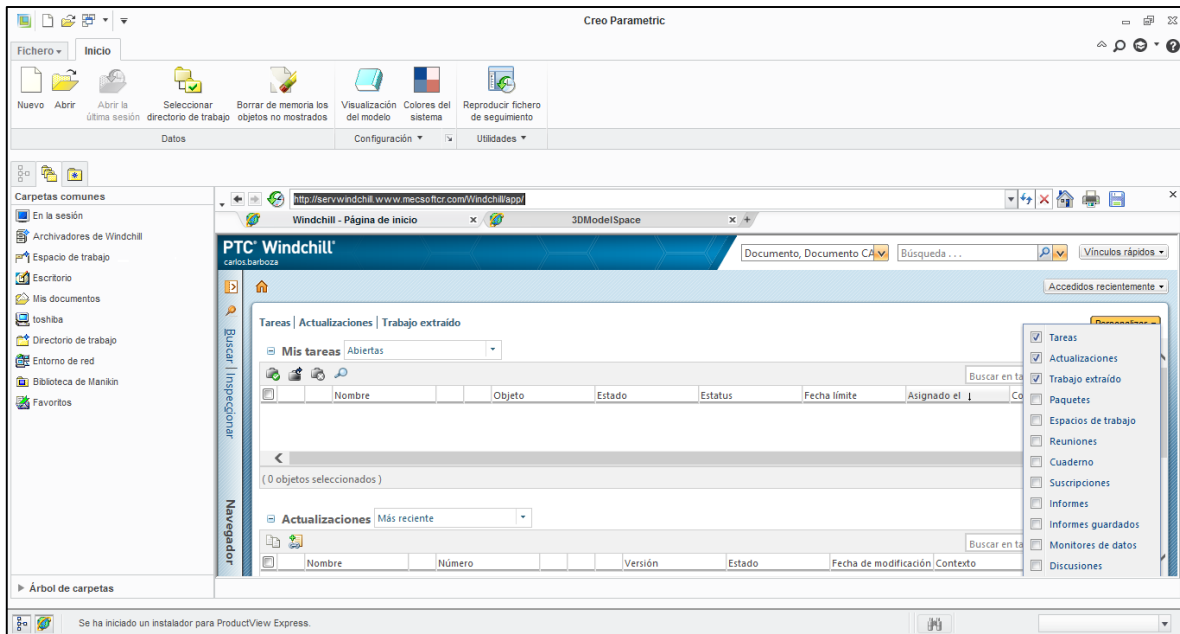 Creo Parametric
Fichero
Inicio
Nuevo
Abrir
Abrir la
última sesión
Seleccionar
directorio de trabajo
Borrar de memoria los
objetos no mostrados
Visualización
del modelo
Colores del
sistema
Reproducir fichero
de seguimiento
Datos
Configuración
Utilidades
Carpetas comunes
En la sesión
Archivadores de Windchill
Espacio de trabajo
Escritorio
Mis documentos
toshiba
Directorio de trabajo
Entorno de red
Biblioteca de Manikin
Favoritos
Árbol de carpetas
http://servwindchill.www.mecsoftcr.com/Windchill/app/
Windchill - Página de inicio
3DModelSpace
PTC® Windchill®
carlos.barboza
Documento, Documento CA
Búsqueda . . .
Vínculos rápidos
Accedidos recientemente
Buscar | Inspeccionar
Navegador
Tareas | Actualizaciones | Trabajo extraído
Personalizar
Mis tareas
Abiertas
Buscar en ta
Nombre
Objeto
Estado
Estatus
Fecha límite
Asignado el
Co
( 0 objetos seleccionados )
Actualizaciones
Más reciente
Buscar en ta
Nombre
Número
Versión
Estado
Fecha de modificación
Contexto
Tareas
Actualizaciones
Trabajo extraído
Paquetes
Espacios de trabajo
Reuniones
Cuaderno
Suscripciones
Informes
Informes guardados
Monitores de datos
Discusiones
Se ha iniciado un instalador para ProductView Express.